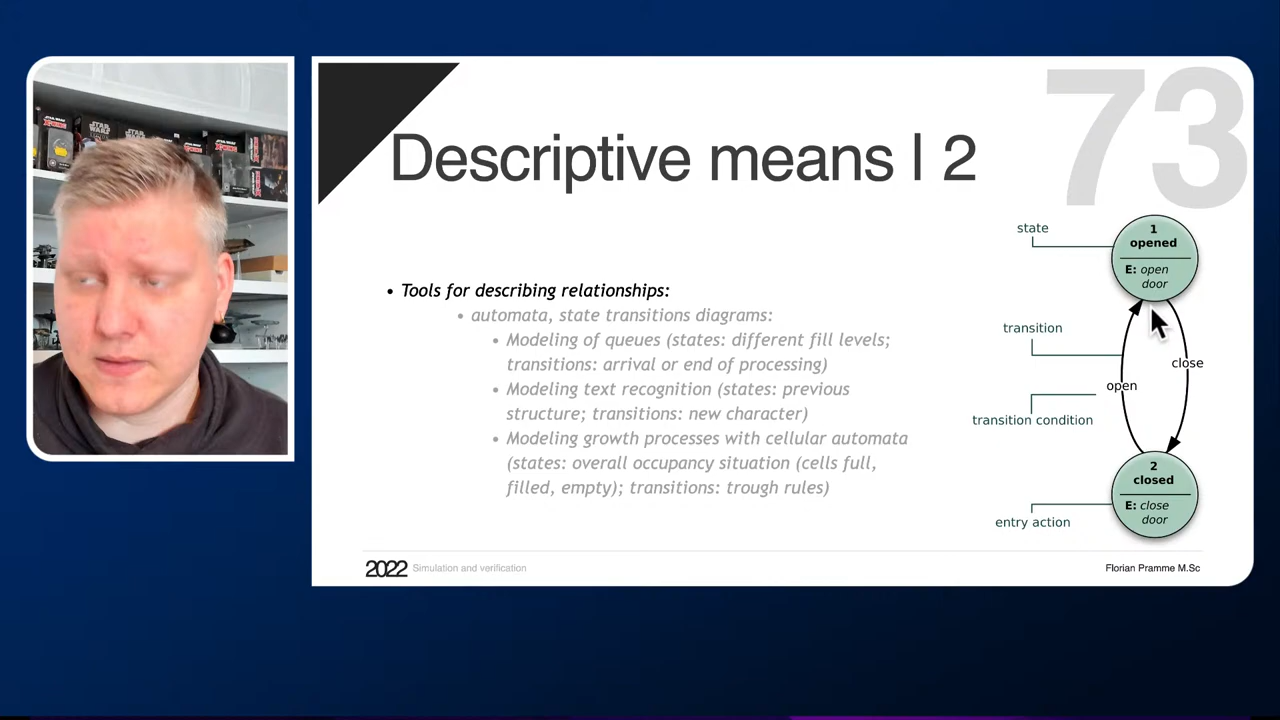 73
Descriptive means | 2
• Tools for describing relationships:
• automata, state transitions diagrams:
• Modeling of queues (states: different fill levels;
transitions: arrival or end of processing)
• Modeling text recognition (states: previous
structure; transitions: new character)
• Modeling growth processes with cellular automata
(states: overall occupancy situation (cells full,
filled, empty); transitions: trough rules)
state
1
opened
E: open
door
transition
close
open
transition condition
2
closed
E: close
door
entry action
2022 Simulation and verification
Florian Pramme M.Sc
STAR
WARS